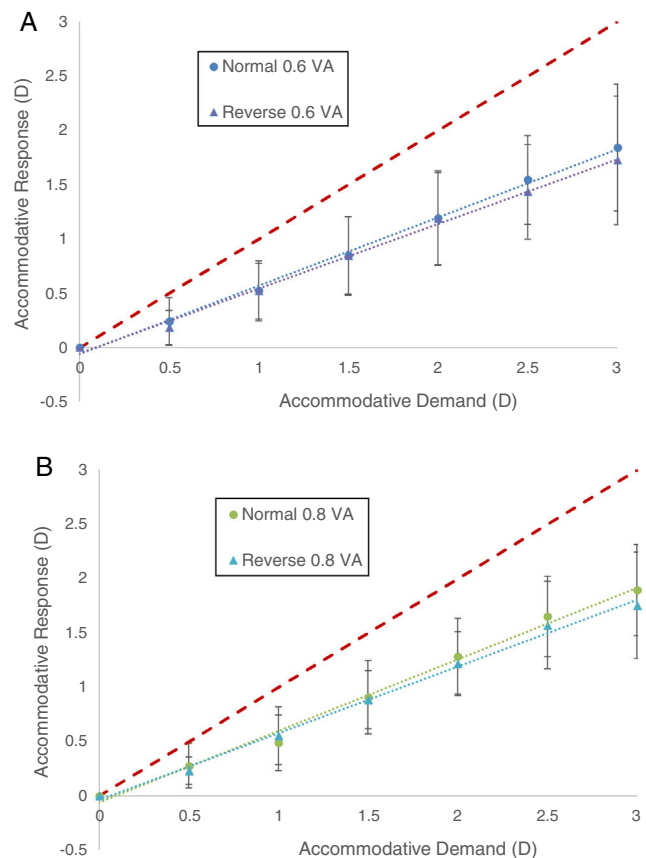 A
Accommodative Response (D)
3
2.5
2
1.5
1
0.5
0
-0.5
Normal 0.6 VA
Reverse 0.6 VA
0 0.5 1 1.5 2 2.5 3
Accommodative Demand (D)
B
Accommodative Response (D)
3
2.5
2
1.5
1
0.5
0
-0.5
Normal 0.8 VA
Reverse 0.8 VA
0 0.5 1 1.5 2 2.5 3
Accommodative Demand (D)